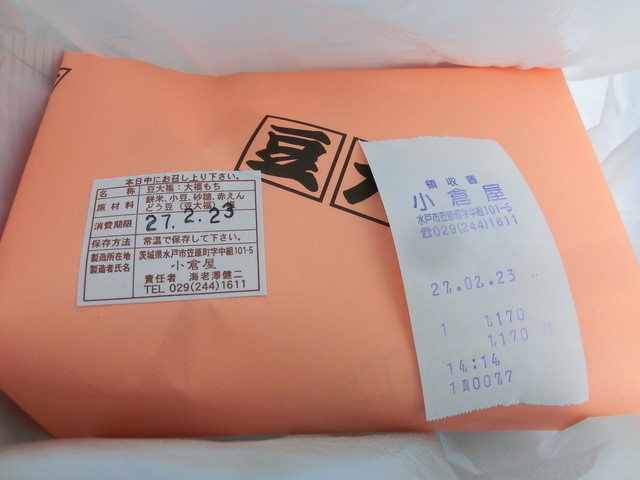 豆大
本日中にお召し上り下さい。
名 称 豆大福・大福もち
原材料 餅米、小豆、砂糖、赤えん
どう豆(豆大福)、塩
消費期限 27.2.23
保存方法 常温で保存して下さい。
製造所在地 茨城県水戸市笠原町字中組101-5
製造者氏名 小倉屋
責任者 海老澤健二
TEL 029(244)1611
領収書
小倉屋
水戸市笠原町字中組101-5
☎029(244)1611
27.02.23
1 1,170
1,170
14:14
1責0077